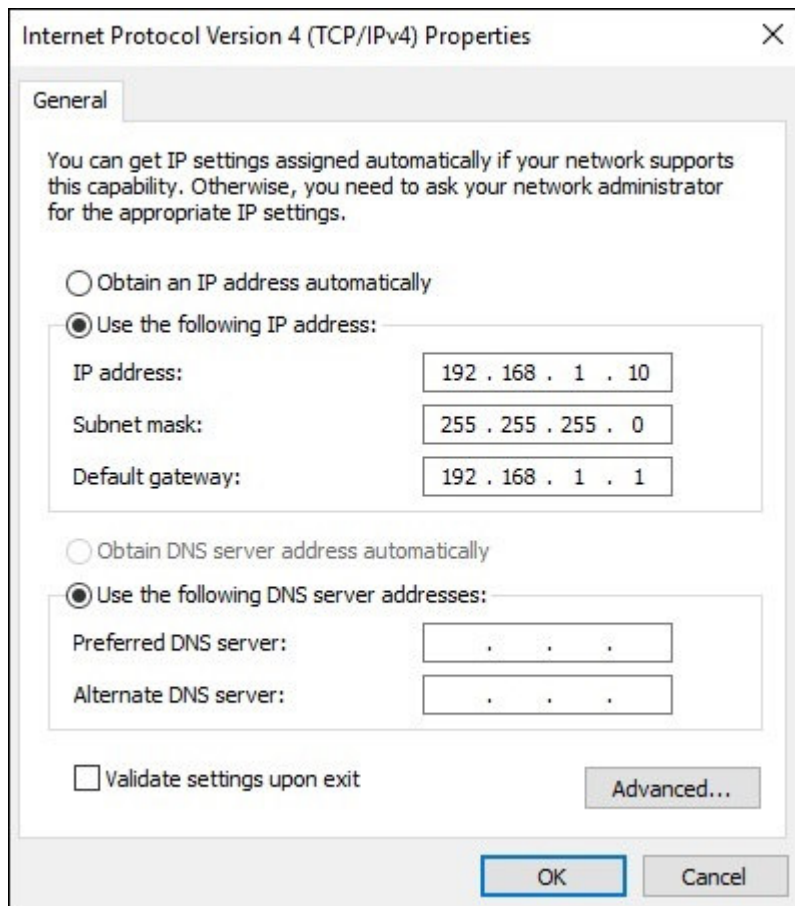 Internet Protocol Version 4 (TCP/IPv4) Properties
General
You can get IP settings assigned automatically if your network supports
this capability. Otherwise, you need to ask your network administrator
for the appropriate IP settings.
Obtain an IP address automatically
Use the following IP address:
IP address: 192 . 168 . 1 . 10
Subnet mask: 255 . 255 . 255 . 0
Default gateway: 192 . 168 . 1 . 1
Obtain DNS server address automatically
Use the following DNS server addresses:
Preferred DNS server: . . .
Alternate DNS server: . . .
Validate settings upon exit
Advanced...
OK Cancel